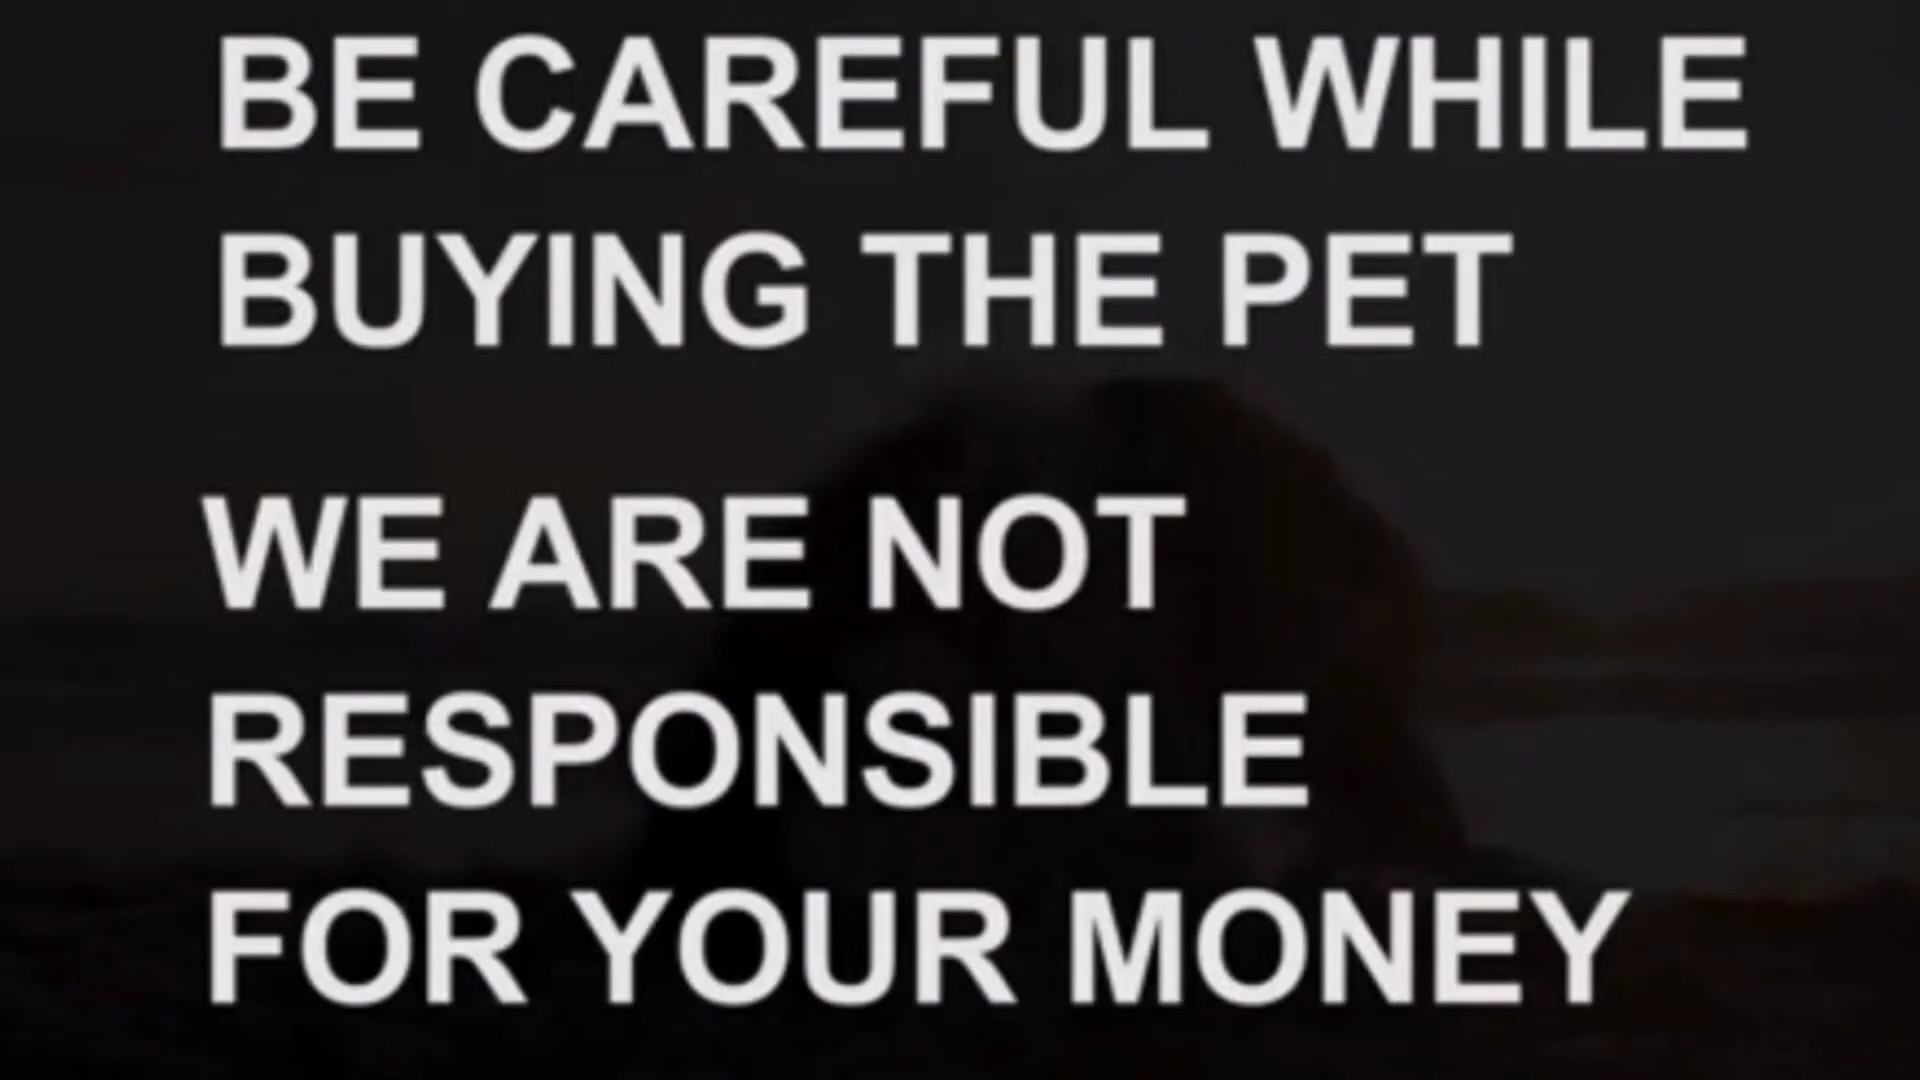 BE CAREFUL WHILE
BUYING THE PET
WE ARE NOT
RESPONSIBLE
FOR YOUR MONEY